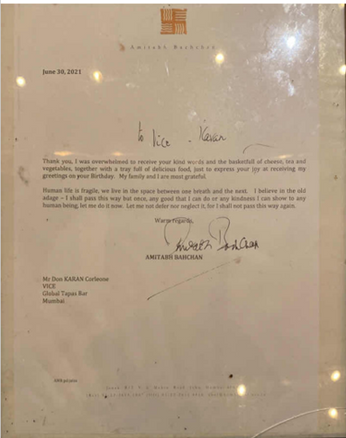 Amitabh Bachchan
June 30, 2021
to Vice - Karan
Thank you, I was overwhelmed to receive your kind words and the basketfull of cheese, tea and
vegetables, together with a tray full of delicious food, just to express your joy at receiving my
greetings on your Birthday. My family and I are most grateful.
Human life is fragile, we live in the space between one breath and the next. I believe in the old
adage – I shall pass this way but once, any good that I can do or any kindness I can show to any
human being, let me do it now. Let me not defer nor neglect it, for I shall not pass this way again.
Warm regards,
Amitabh Bachchan
AMITABH BAHCHAN
Mr Don KARAN Corleone
VICE
Global Tapas Bar
Mumbai